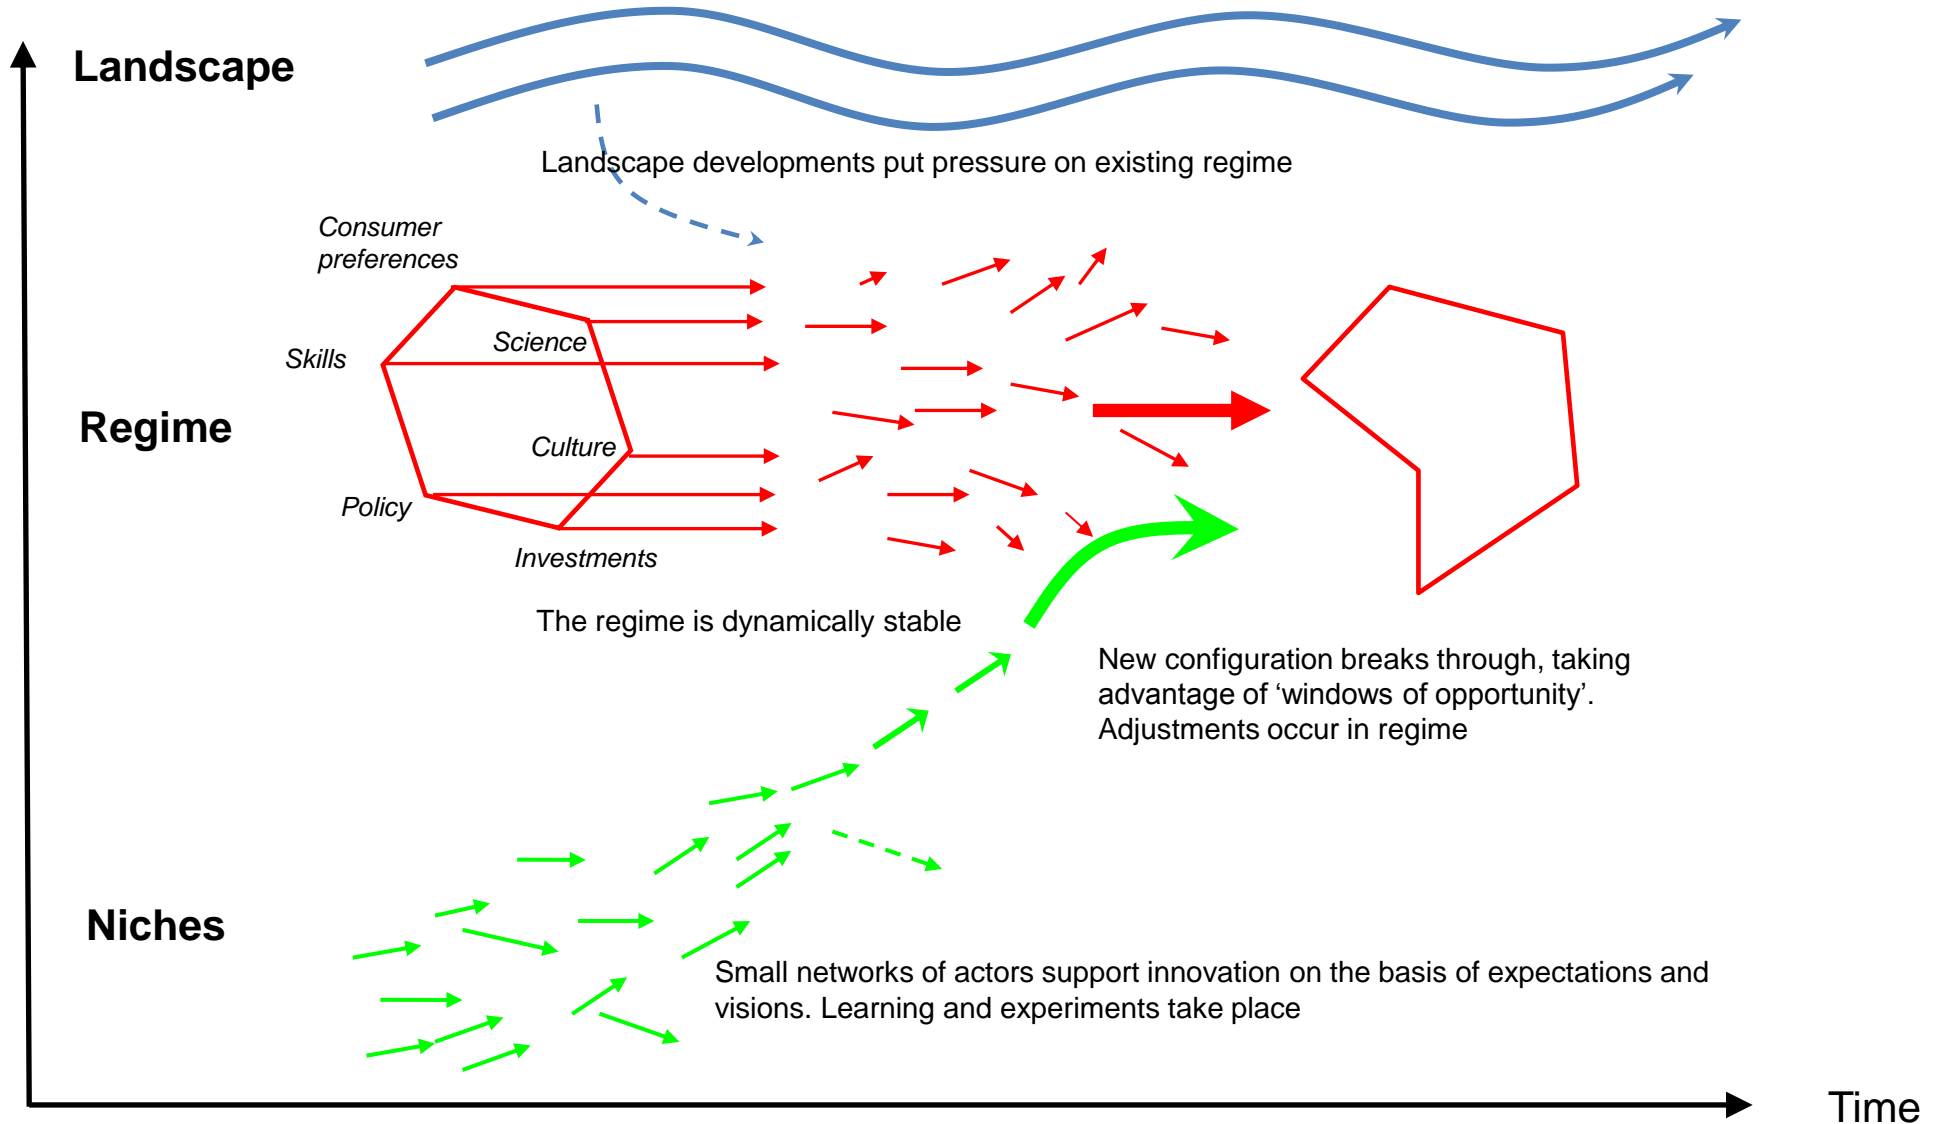 Landscape
Landscape developments put pressure on existing regime
Consumer
preferences
Science
Skills
Regime
Culture
Policy
Investments
The regime is dynamically stable
New configuration breaks through, taking
advantage of ‘windows of opportunity’.
Adjustments occur in regime
Niches
Small networks of actors support innovation on the basis of expectations and
visions. Learning and experiments take place
Time